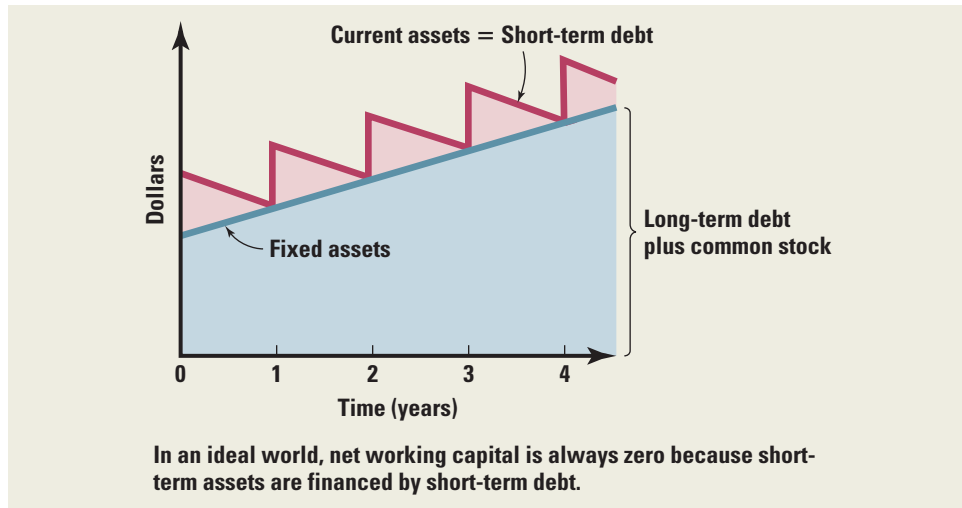 Current assets = Short-term debt
Dollars
Fixed assets
Long-term debt
plus common stock
0 1 2 3 4
Time (years)
In an ideal world, net working capital is always zero because short-
term assets are financed by short-term debt.